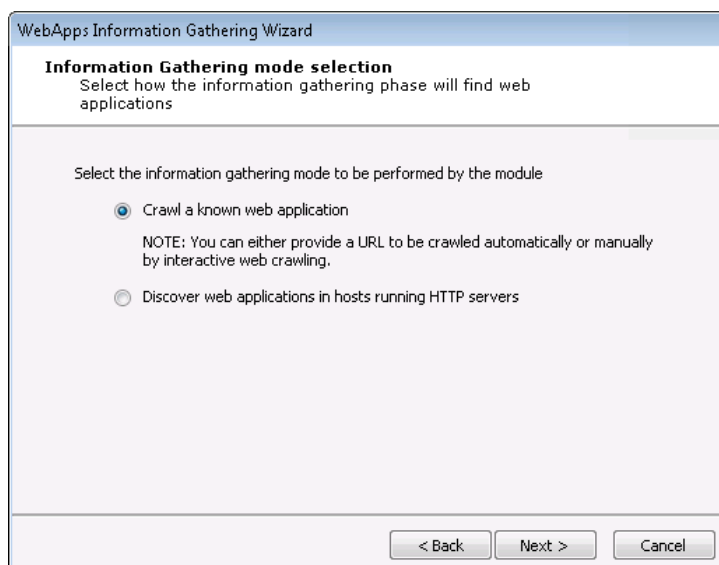 WebApps Information Gathering Wizard
Information Gathering mode selection
Select how the information gathering phase will find web
applications
Select the information gathering mode to be performed by the module
Crawl a known web application
NOTE: You can either provide a URL to be crawled automatically or manually
by interactive web crawling.
Discover web applications in hosts running HTTP servers
< Back Next > Cancel